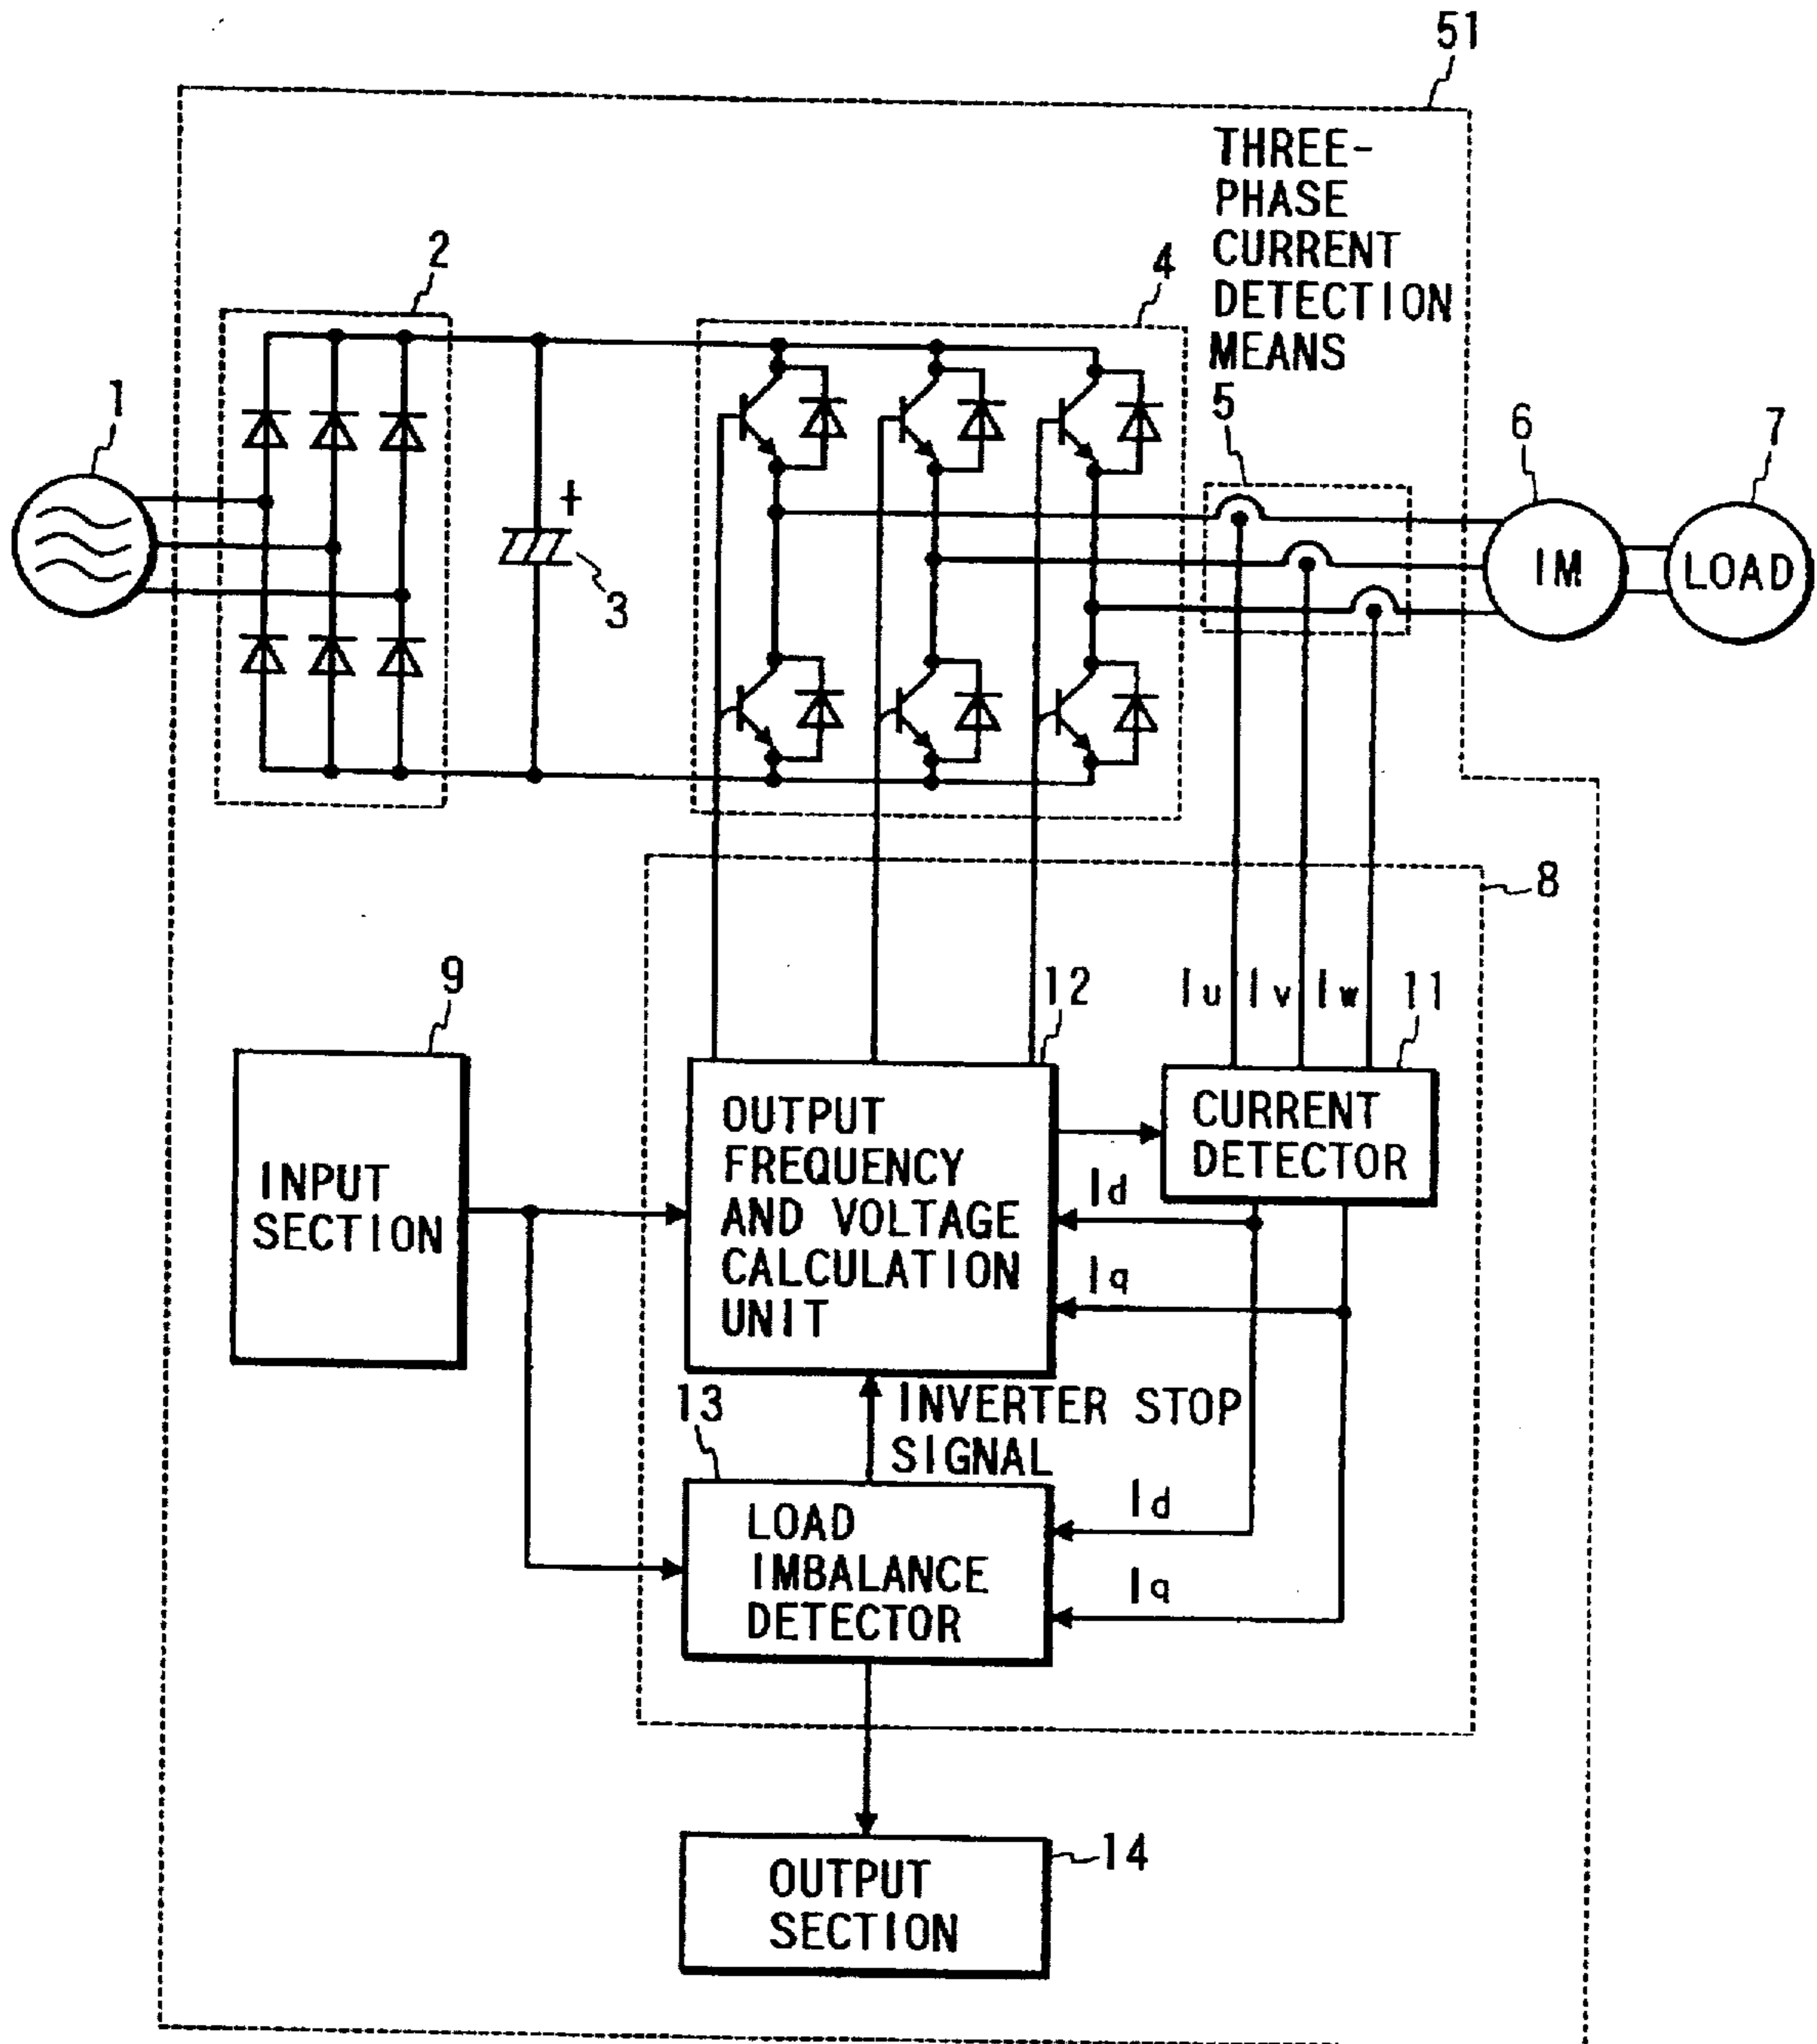 51
THREE-
PHASE
CURRENT
DETECTION
MEANS
2
4
1
5
6
7
+
3
IM
LOAD
8
9
12
Iu
Iv
Iw
11
INPUT
SECTION
OUTPUT
FREQUENCY
AND VOLTAGE
CALCULATION
UNIT
CURRENT
DETECTOR
Id
Iq
13
INVERTER STOP
SIGNAL
LOAD
IMBALANCE
DETECTOR
Id
Iq
14
OUTPUT
SECTION